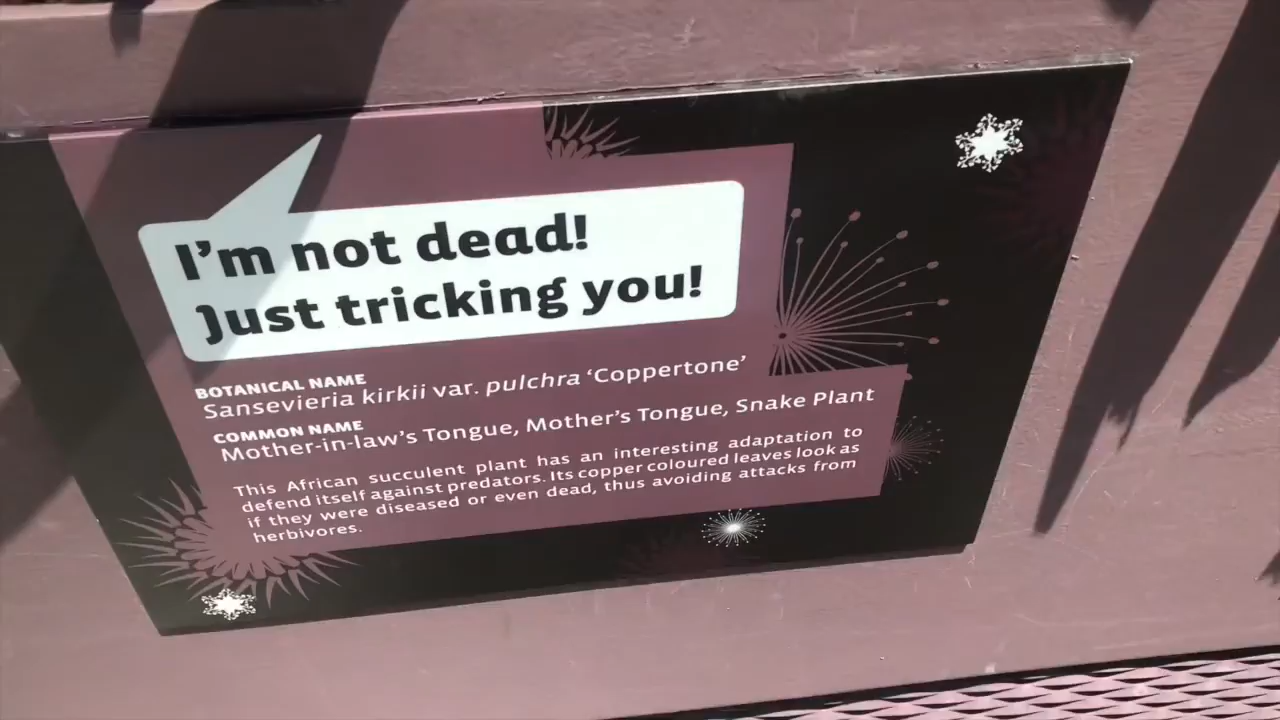 I'm not dead!
Just tricking you!
BOTANICAL NAME
Sansevieria kirkii var. pulchra ‘Coppertone’
COMMON NAME
Mother-in-law's Tongue, Mother's Tongue, Snake Plant
This African succulent plant has an interesting adaptation to
defend itself against predators. Its copper coloured leaves look as
if they were diseased or even dead, thus avoiding attacks from
herbivores.